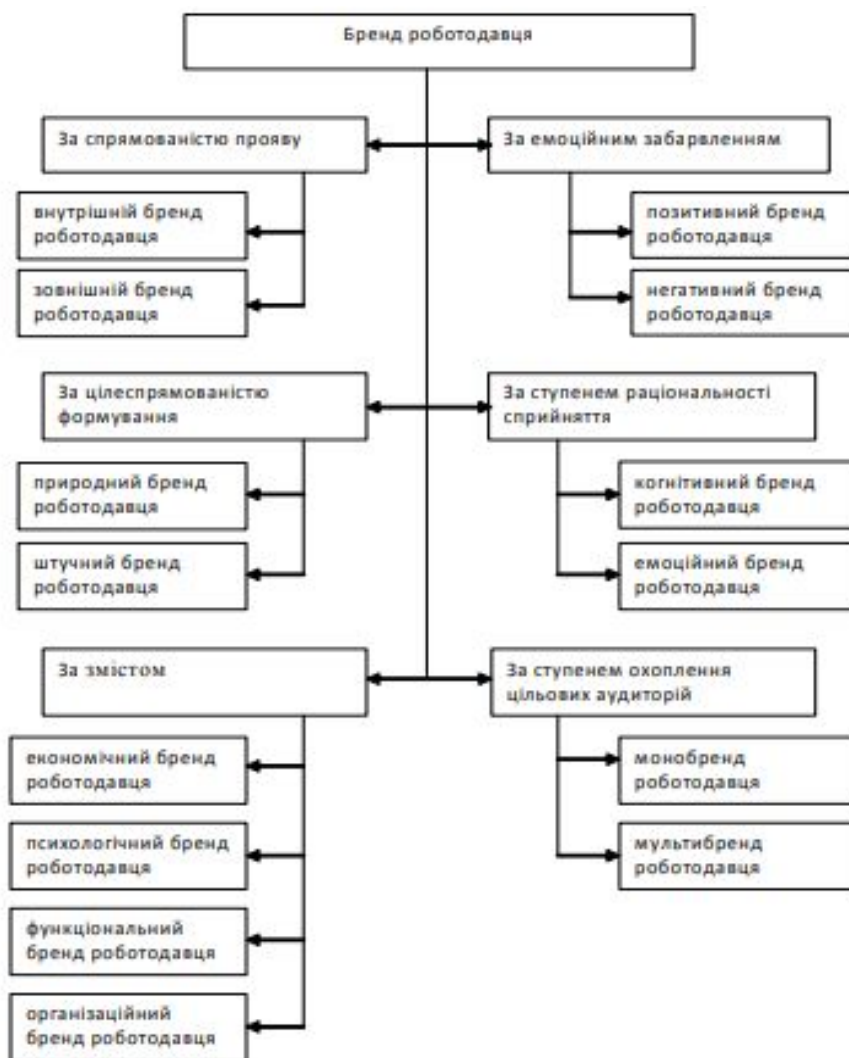 Бренд роботодавця
За спрямованістю прояву
внутрішній бренд
роботодавця
зовнішній бренд
роботодавця
За емоційним забарвленням
позитивний бренд
роботодавця
негативний бренд
роботодавця
За цілеспрямованістю
формування
природний бренд
роботодавця
штучний бренд
роботодавця
За ступенем раціональності
сприйняття
когнітивний бренд
роботодавця
емоційний бренд
роботодавця
За змістом
економічний бренд
роботодавця
психологічний бренд
роботодавця
функціональний
бренд роботодавця
організаційний
бренд роботодавця
За ступенем охоплення
цільових аудиторій
монобренд
роботодавця
мультибренд
роботодавця